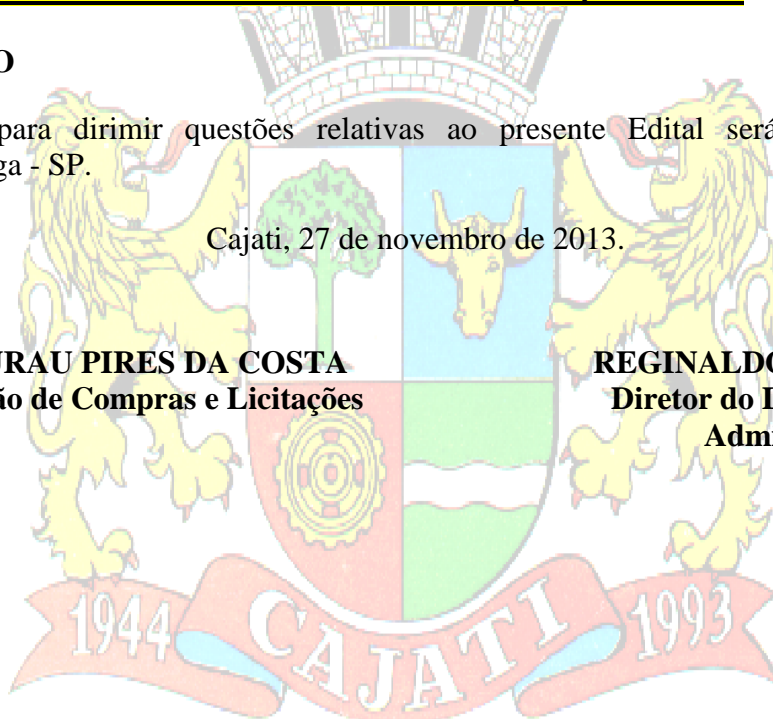 O
para dirimir questões relativas ao presente Edital será
ga - SP.
Cajati, 27 de novembro de 2013.
URAU PIRES DA COSTA
REGINALDO
ão de Compras e Licitações
Diretor do
Admi
1944 CAJATI 1993